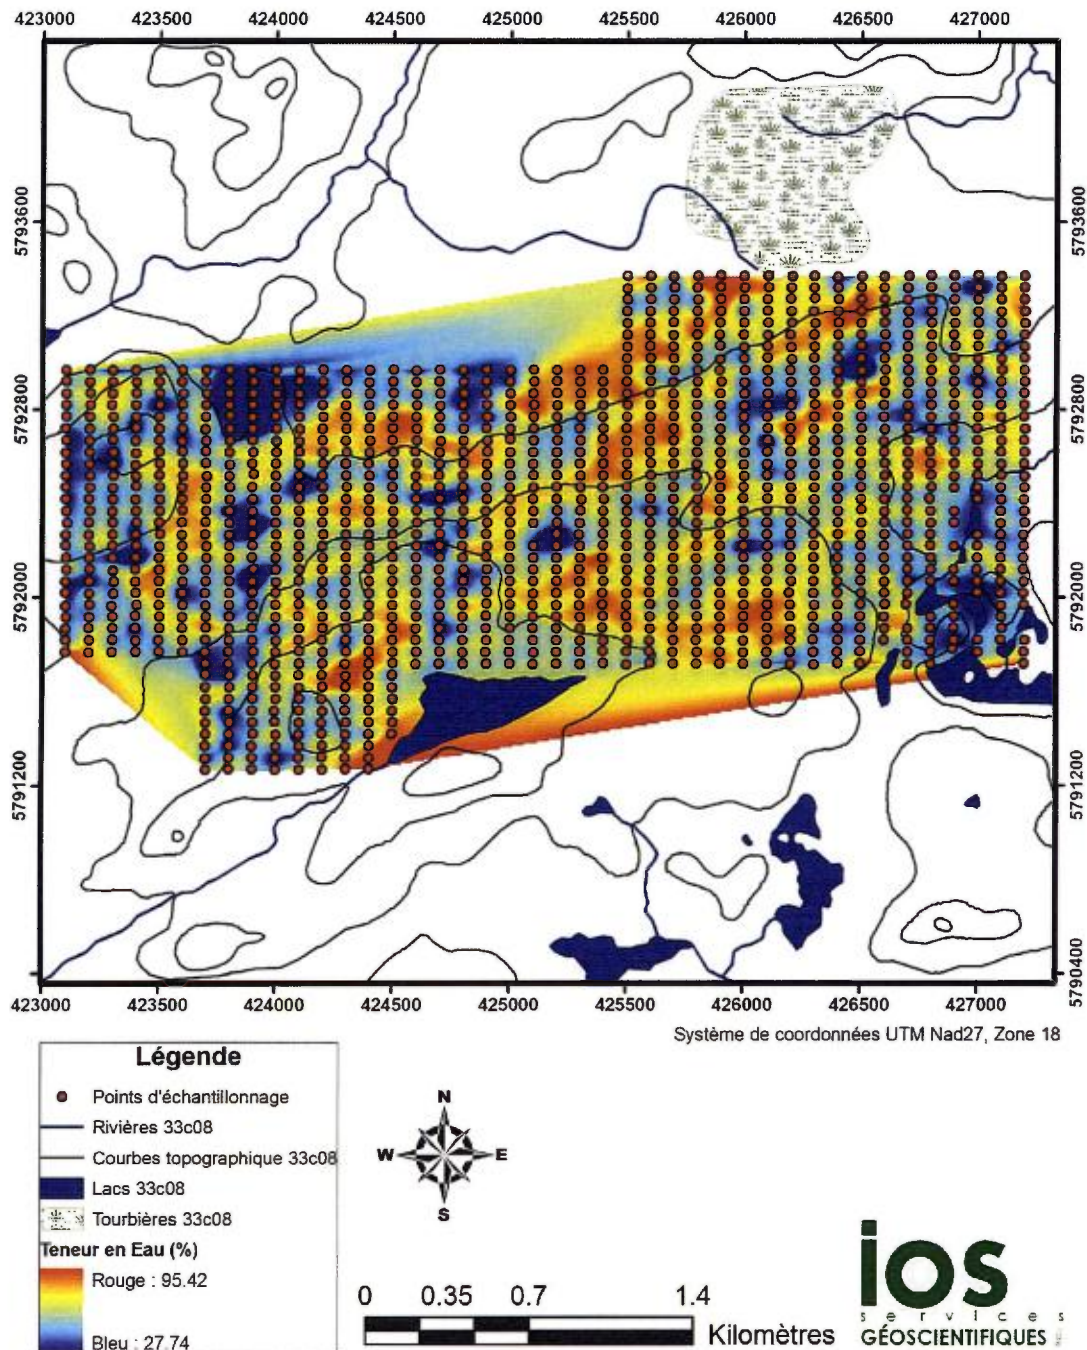 423000 423500 424000 424500 425000 425500 426000 426500 427000
5793600 5793600
5792800 5792800
5792000 5792000
5791200 5791200
5790400
423000 423500 424000 424500 425000 425500 426000 426500 427000
Système de coordonnées UTM Nad27, Zone 18
Légende
Points d'échantillonnage
Rivières 33c08
Courbes topographique 33c08
Lacs 33c08
Tourbières 33c08
Teneur en Eau (%)
Rouge : 95.42
Bleu : 27.74
N
W E
S
0 0.35 0.7 1.4
Kilomètres
ios
services
GÉOSCIENTIFIQUES